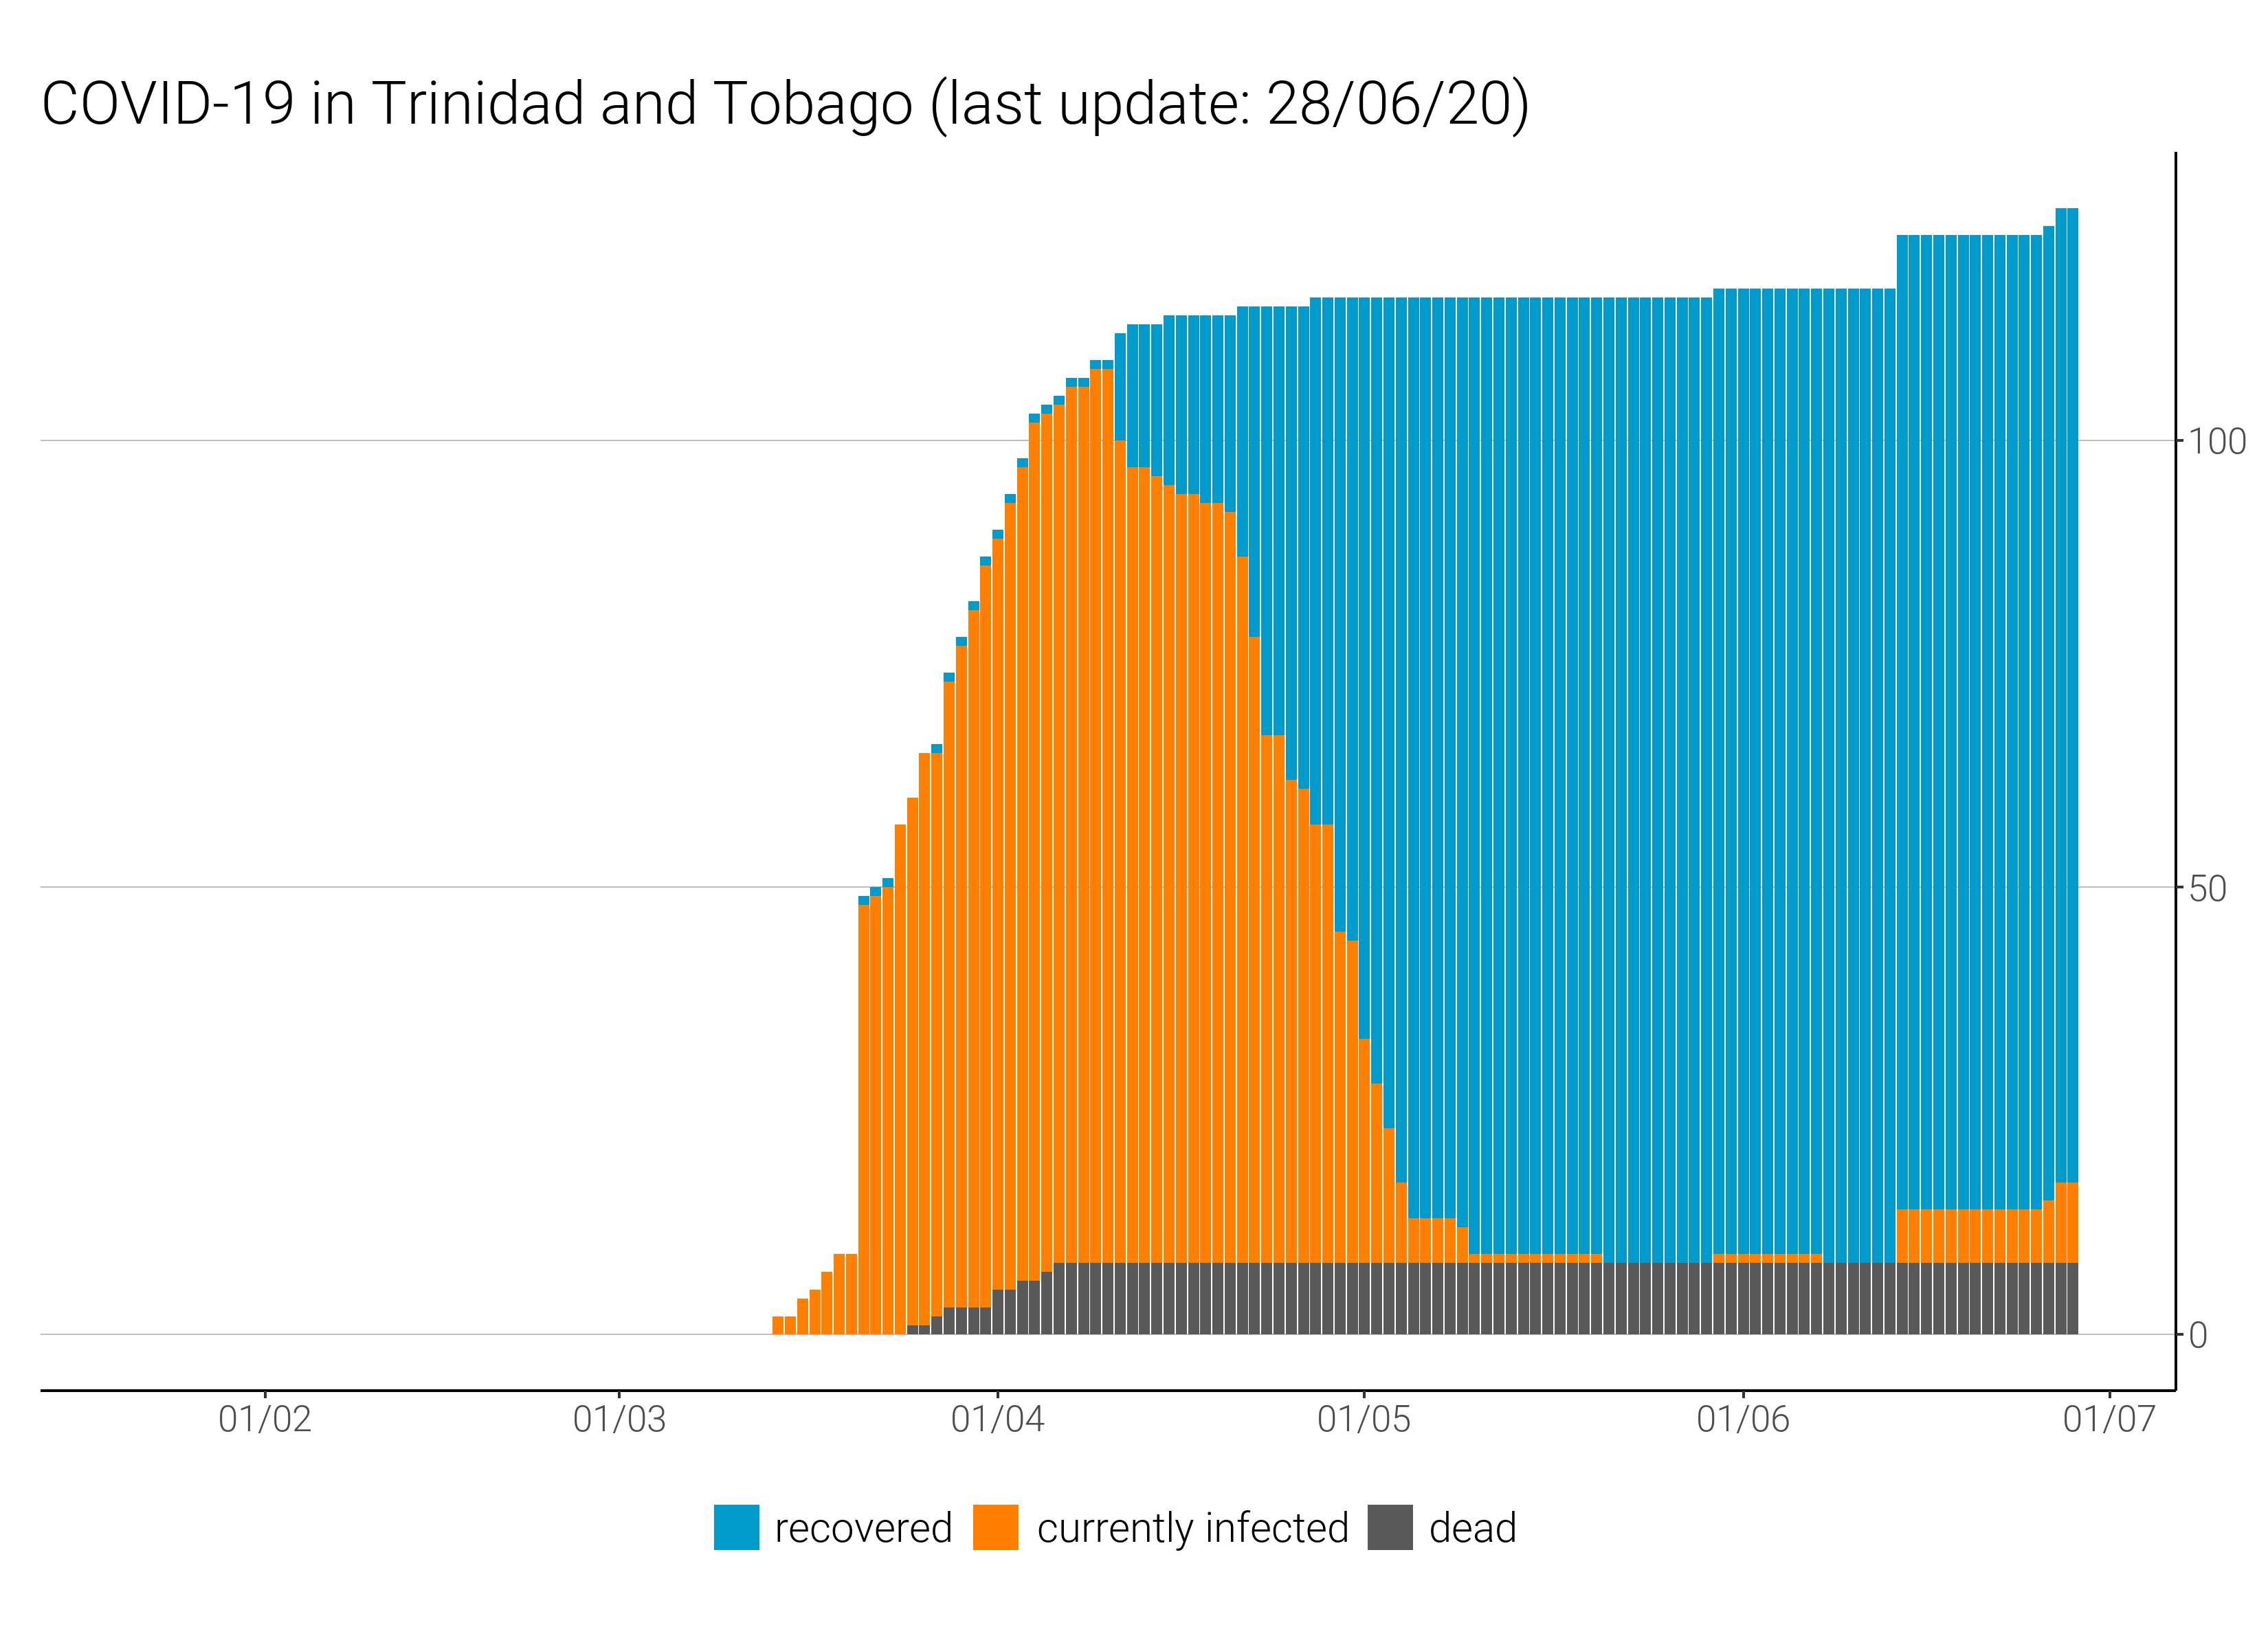 COVID-19 in Trinidad and Tobago (last update: 28/06/20)
100
50
0
01/02 01/03 01/04 01/05 01/06 01/07
recovered currently infected dead